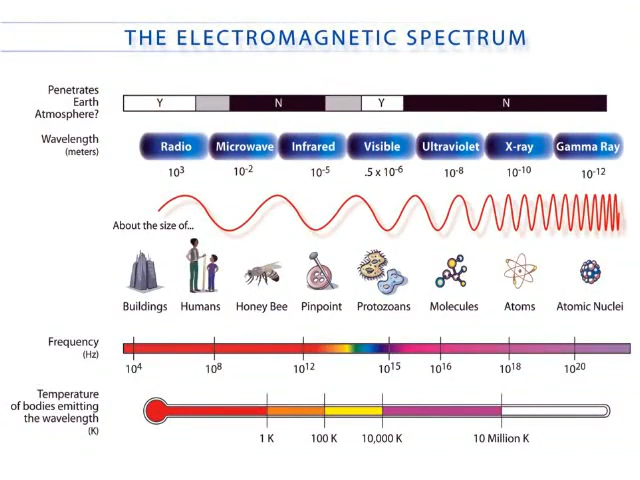 THE ELECTROMAGNETIC SPECTRUM
Penetrates
Earth
Atmosphere?
Y N Y N
Wavelength
(meters)
Radio Microwave Infrared Visible Ultraviolet X-ray Gamma Ray
10³ 10⁻² 10⁻⁵ .5 x 10⁻⁶ 10⁻⁸ 10⁻¹⁰ 10⁻¹²
About the size of...
Buildings Humans Honey Bee Pinpoint Protozoans Molecules Atoms Atomic Nuclei
Frequency
(Hz)
10⁴ 10⁸ 10¹² 10¹⁵ 10¹⁶ 10¹⁸ 10²⁰
Temperature
of bodies emitting
the wavelength
(K)
1 K 100 K 10,000 K 10 Million K